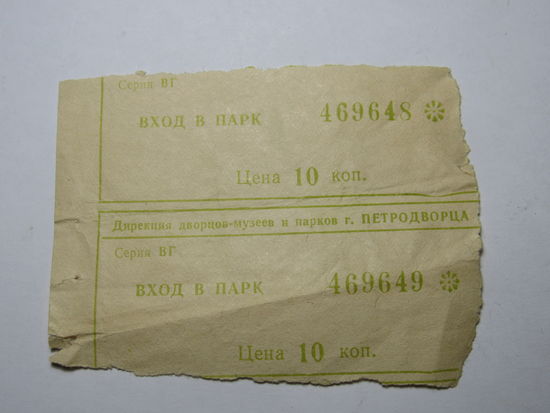 Серия ВГ
ВХОД В ПАРК 469648
Цена 10 коп.
Дирекция дворцов-музеев и парков г. ПЕТРОДВОРЦА
Серия ВГ
ВХОД В ПАРК 469649
Цена 10 коп.